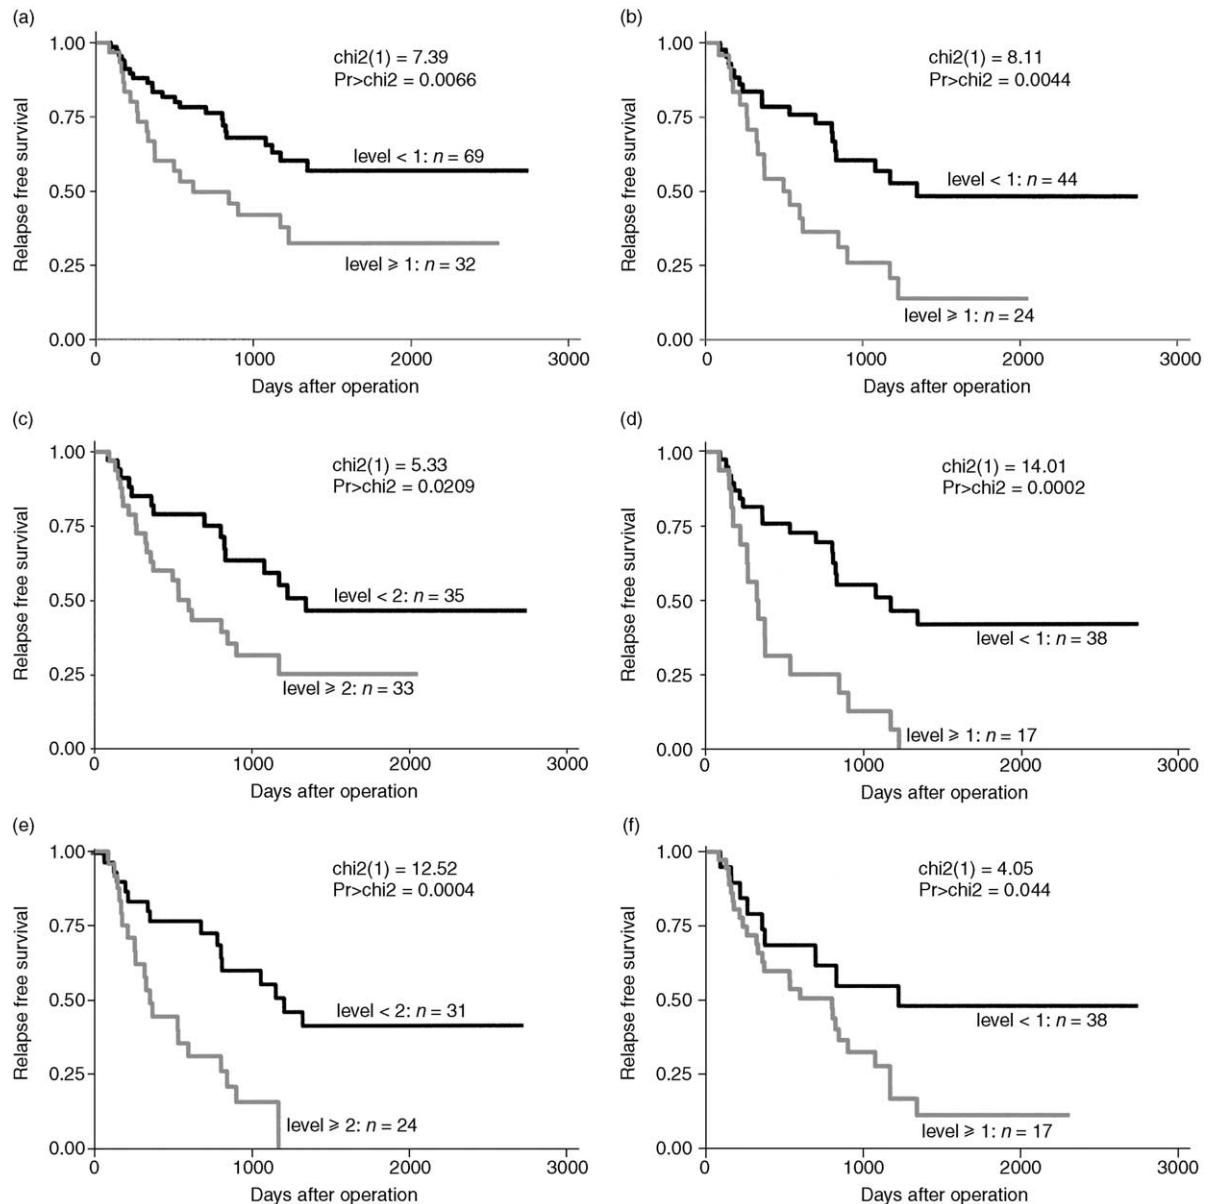 (a)
1.00
0.75
0.50
0.25
0.00
Relapse free survival
chi2(1) = 7.39
Pr>chi2 = 0.0066
level < 1: n = 69
level ⩾ 1: n = 32
0 1000 2000 3000
Days after operation
(b)
1.00
0.75
0.50
0.25
0.00
Relapse free survival
chi2(1) = 8.11
Pr>chi2 = 0.0044
level < 1: n = 44
level ⩾ 1: n = 24
0 1000 2000 3000
Days after operation
(c)
1.00
0.75
0.50
0.25
0.00
Relapse free survival
chi2(1) = 5.33
Pr>chi2 = 0.0209
level < 2: n = 35
level ⩾ 2: n = 33
0 1000 2000 3000
Days after operation
(d)
1.00
0.75
0.50
0.25
0.00
Relapse free survival
chi2(1) = 14.01
Pr>chi2 = 0.0002
level < 1: n = 38
level ⩾ 1: n = 17
0 1000 2000 3000
Days after operation
(e)
1.00
0.75
0.50
0.25
0.00
Relapse free survival
chi2(1) = 12.52
Pr>chi2 = 0.0004
level < 2: n = 31
level ⩾ 2: n = 24
0 1000 2000 3000
Days after operation
(f)
1.00
0.75
0.50
0.25
0.00
Relapse free survival
chi2(1) = 4.05
Pr>chi2 = 0.044
level < 1: n = 38
level ⩾ 1: n = 17
0 1000 2000 3000
Days after operation